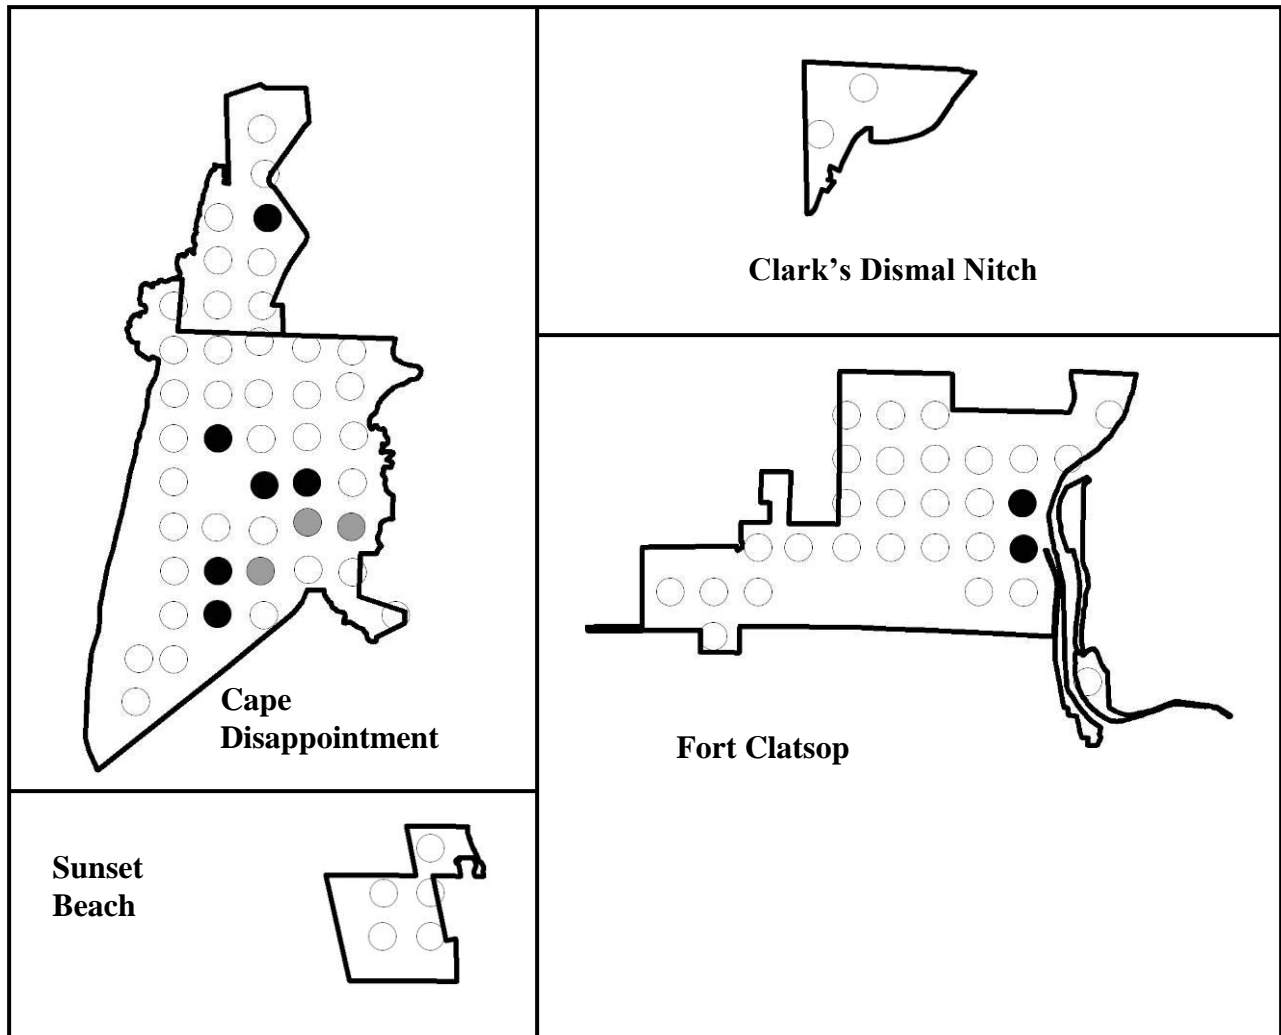 Clark’s Dismal Nitch
Cape
Disappointment
Fort Clatsop
Sunset
Beach